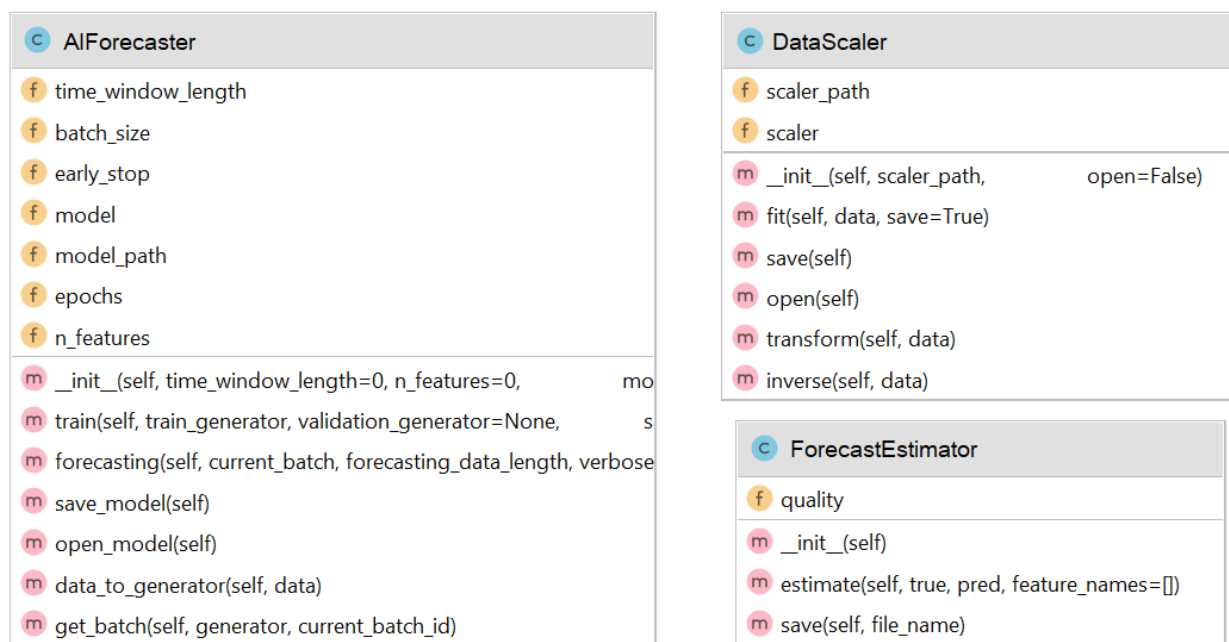 C AIForecaster
f time_window_length
f batch_size
f early_stop
f model
f model_path
f epochs
f n_features
m __init__(self, time_window_length=0, n_features=0, mo
m train(self, train_generator, validation_generator=None, s
m forecasting(self, current_batch, forecasting_data_length, verbose
m save_model(self)
m open_model(self)
m data_to_generator(self, data)
m get_batch(self, generator, current_batch_id)
C DataScaler
f scaler_path
f scaler
m __init__(self, scaler_path, open=False)
m fit(self, data, save=True)
m save(self)
m open(self)
m transform(self, data)
m inverse(self, data)
C ForecastEstimator
f quality
m __init__(self)
m estimate(self, true, pred, feature_names=[])
m save(self, file_name)